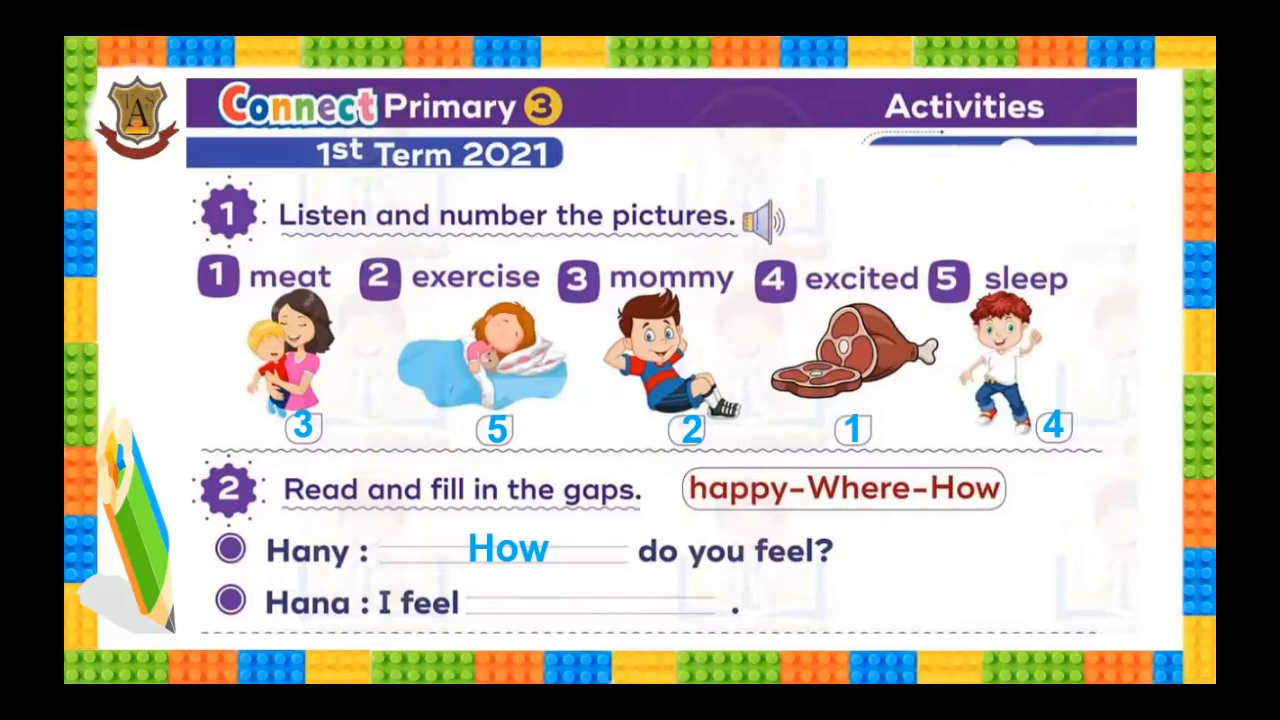 TAS
Connect Primary 3 Activities
1st Term 2021
1 Listen and number the pictures.
1 meat 2 exercise 3 mommy 4 excited 5 sleep
3 5 2 1 4
2 Read and fill in the gaps. happy-Where-How
Hany : How do you feel?
Hana : I feel .